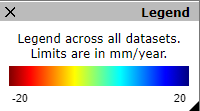 Legend
Legend across all datasets.
Limits are in mm/year.
-20 20